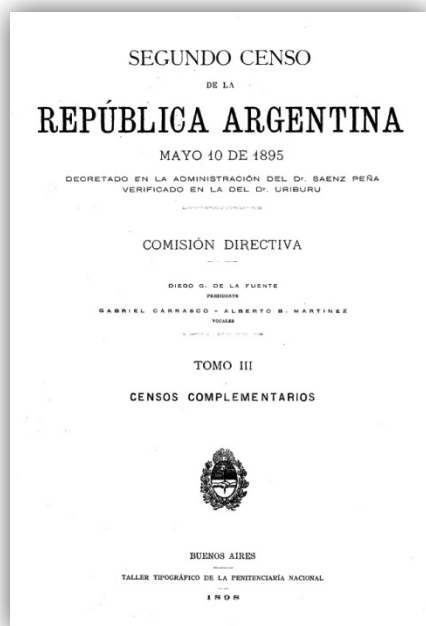 SEGUNDO CENSO
DE LA
REPÚBLICA ARGENTINA
MAYO 10 DE 1895
DECRETADO EN LA ADMINISTRACIÓN DEL Dr. SAENZ PEÑA
VERIFICADO EN LA DEL Dr. URIBURU
COMISIÓN DIRECTIVA
DIEGO G. DE LA FUENTE
PRESIDENTE
GABRIEL CARRASCO - ALBERTO B. MARTINEZ
VOCALES
TOMO III
CENSOS COMPLEMENTARIOS
BUENOS AIRES
TALLER TIPOGRÁFICO DE LA PENITENCIARÍA NACIONAL
1898